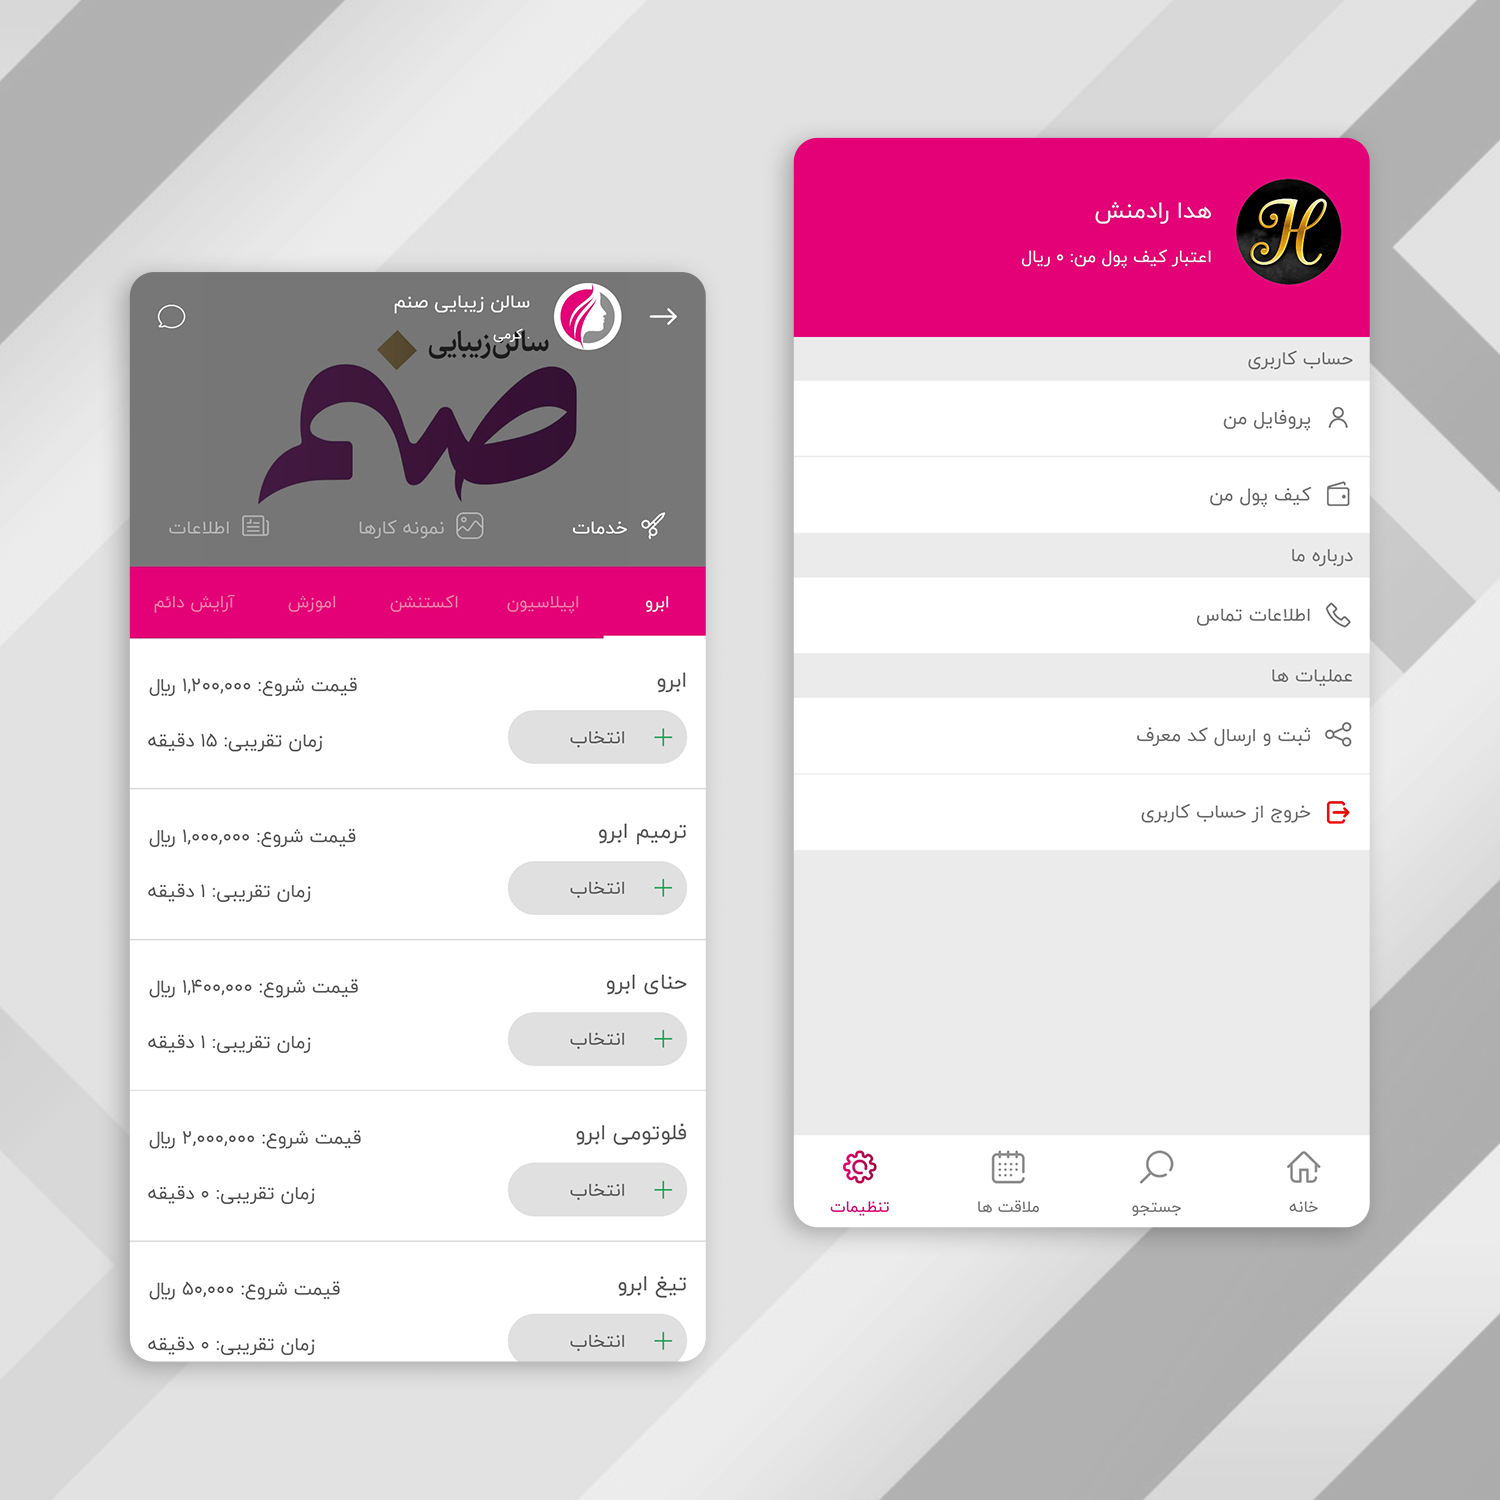 سالن زیبایی صنم
. کرمی
سالن‌زیبایی
صنم
خدمات
نمونه کارها
اطلاعات
ابرو
اپیلاسیون
اکستنشن
اموزش
آرایش دائم
ابرو
قیمت شروع: ۱,۲۰۰,۰۰۰ ریال
+ انتخاب
زمان تقریبی: ۱۵ دقیقه
ترمیم ابرو
قیمت شروع: ۱,۰۰۰,۰۰۰ ریال
+ انتخاب
زمان تقریبی: ۱ دقیقه
حنای ابرو
قیمت شروع: ۱,۴۰۰,۰۰۰ ریال
+ انتخاب
زمان تقریبی: ۱ دقیقه
فلوتومی ابرو
قیمت شروع: ۲,۰۰۰,۰۰۰ ریال
+ انتخاب
زمان تقریبی: ۰ دقیقه
تیغ ابرو
قیمت شروع: ۵۰,۰۰۰ ریال
+ انتخاب
زمان تقریبی: ۰ دقیقه
H
هدا رادمنش
اعتبار کیف پول من: ۰ ریال
حساب کاربری
پروفایل من
کیف پول من
درباره ما
اطلاعات تماس
عملیات ها
ثبت و ارسال کد معرف
خروج از حساب کاربری
خانه
جستجو
ملاقت ها
تنظیمات